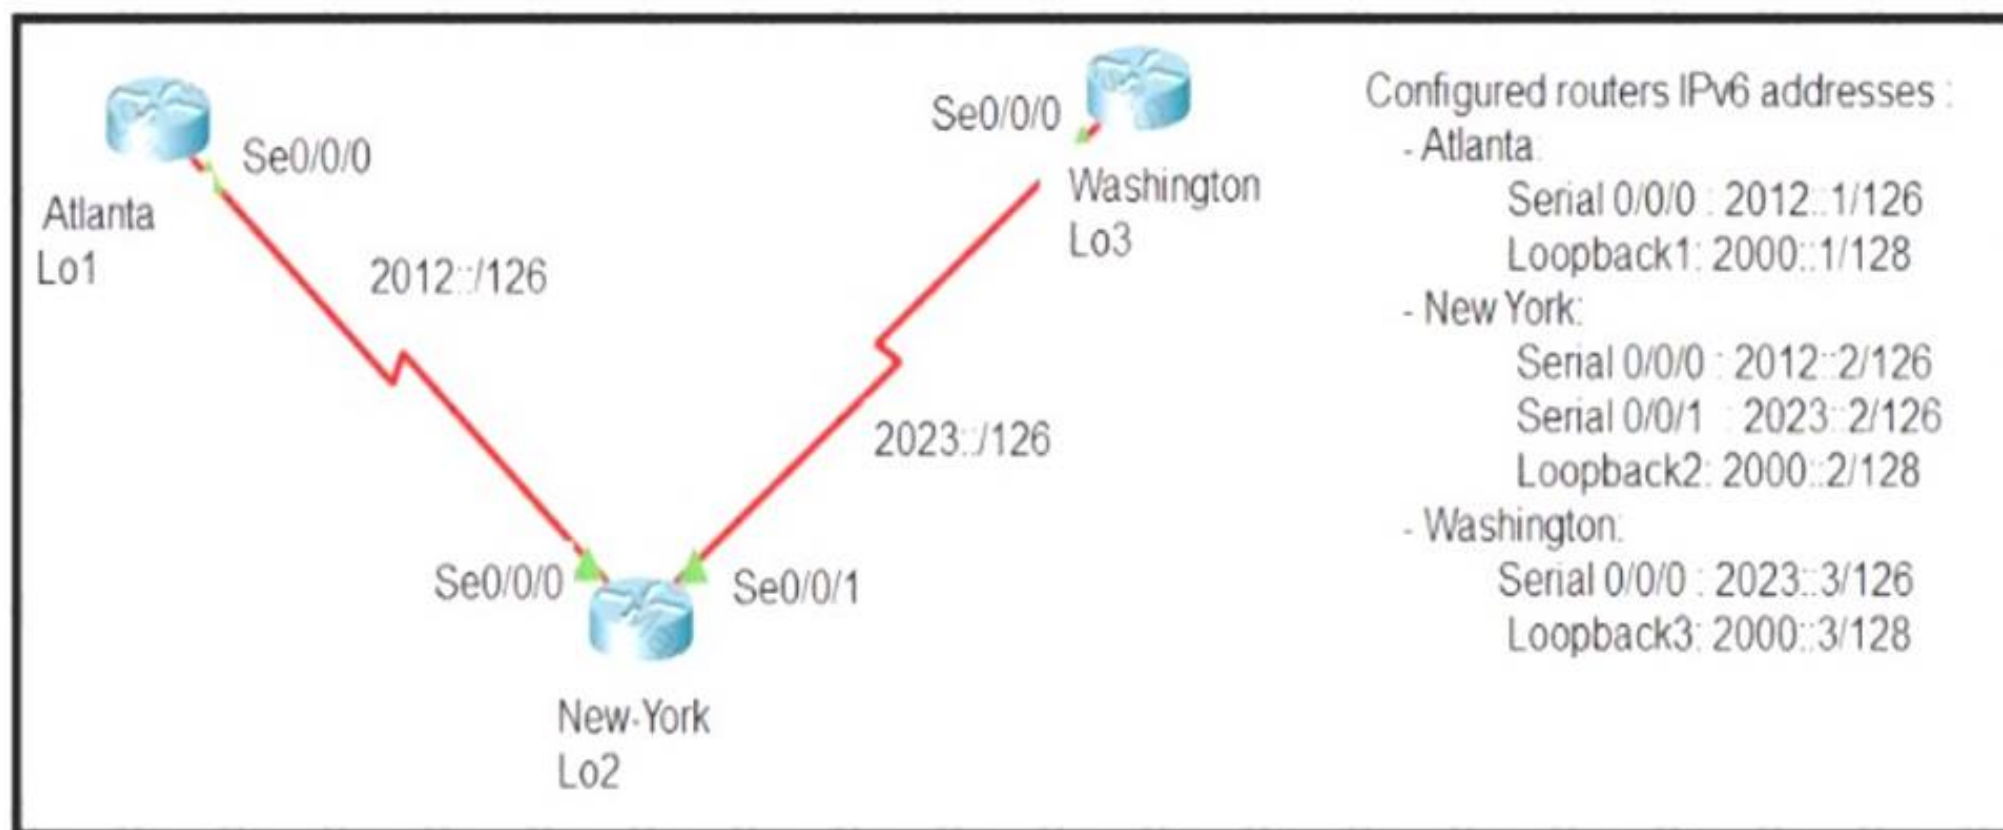 Se0/0/0
Atlanta
Lo1
2012::/126
Se0/0/0
Washington
Lo3
2023::/126
Se0/0/0
Se0/0/1
New-York
Lo2
Configured routers IPv6 addresses :
- Atlanta:
Serial 0/0/0 : 2012::1/126
Loopback1: 2000::1/128
- New York:
Serial 0/0/0 : 2012::2/126
Serial 0/0/1 : 2023::2/126
Loopback2: 2000::2/128
- Washington:
Serial 0/0/0 : 2023::3/126
Loopback3: 2000::3/128